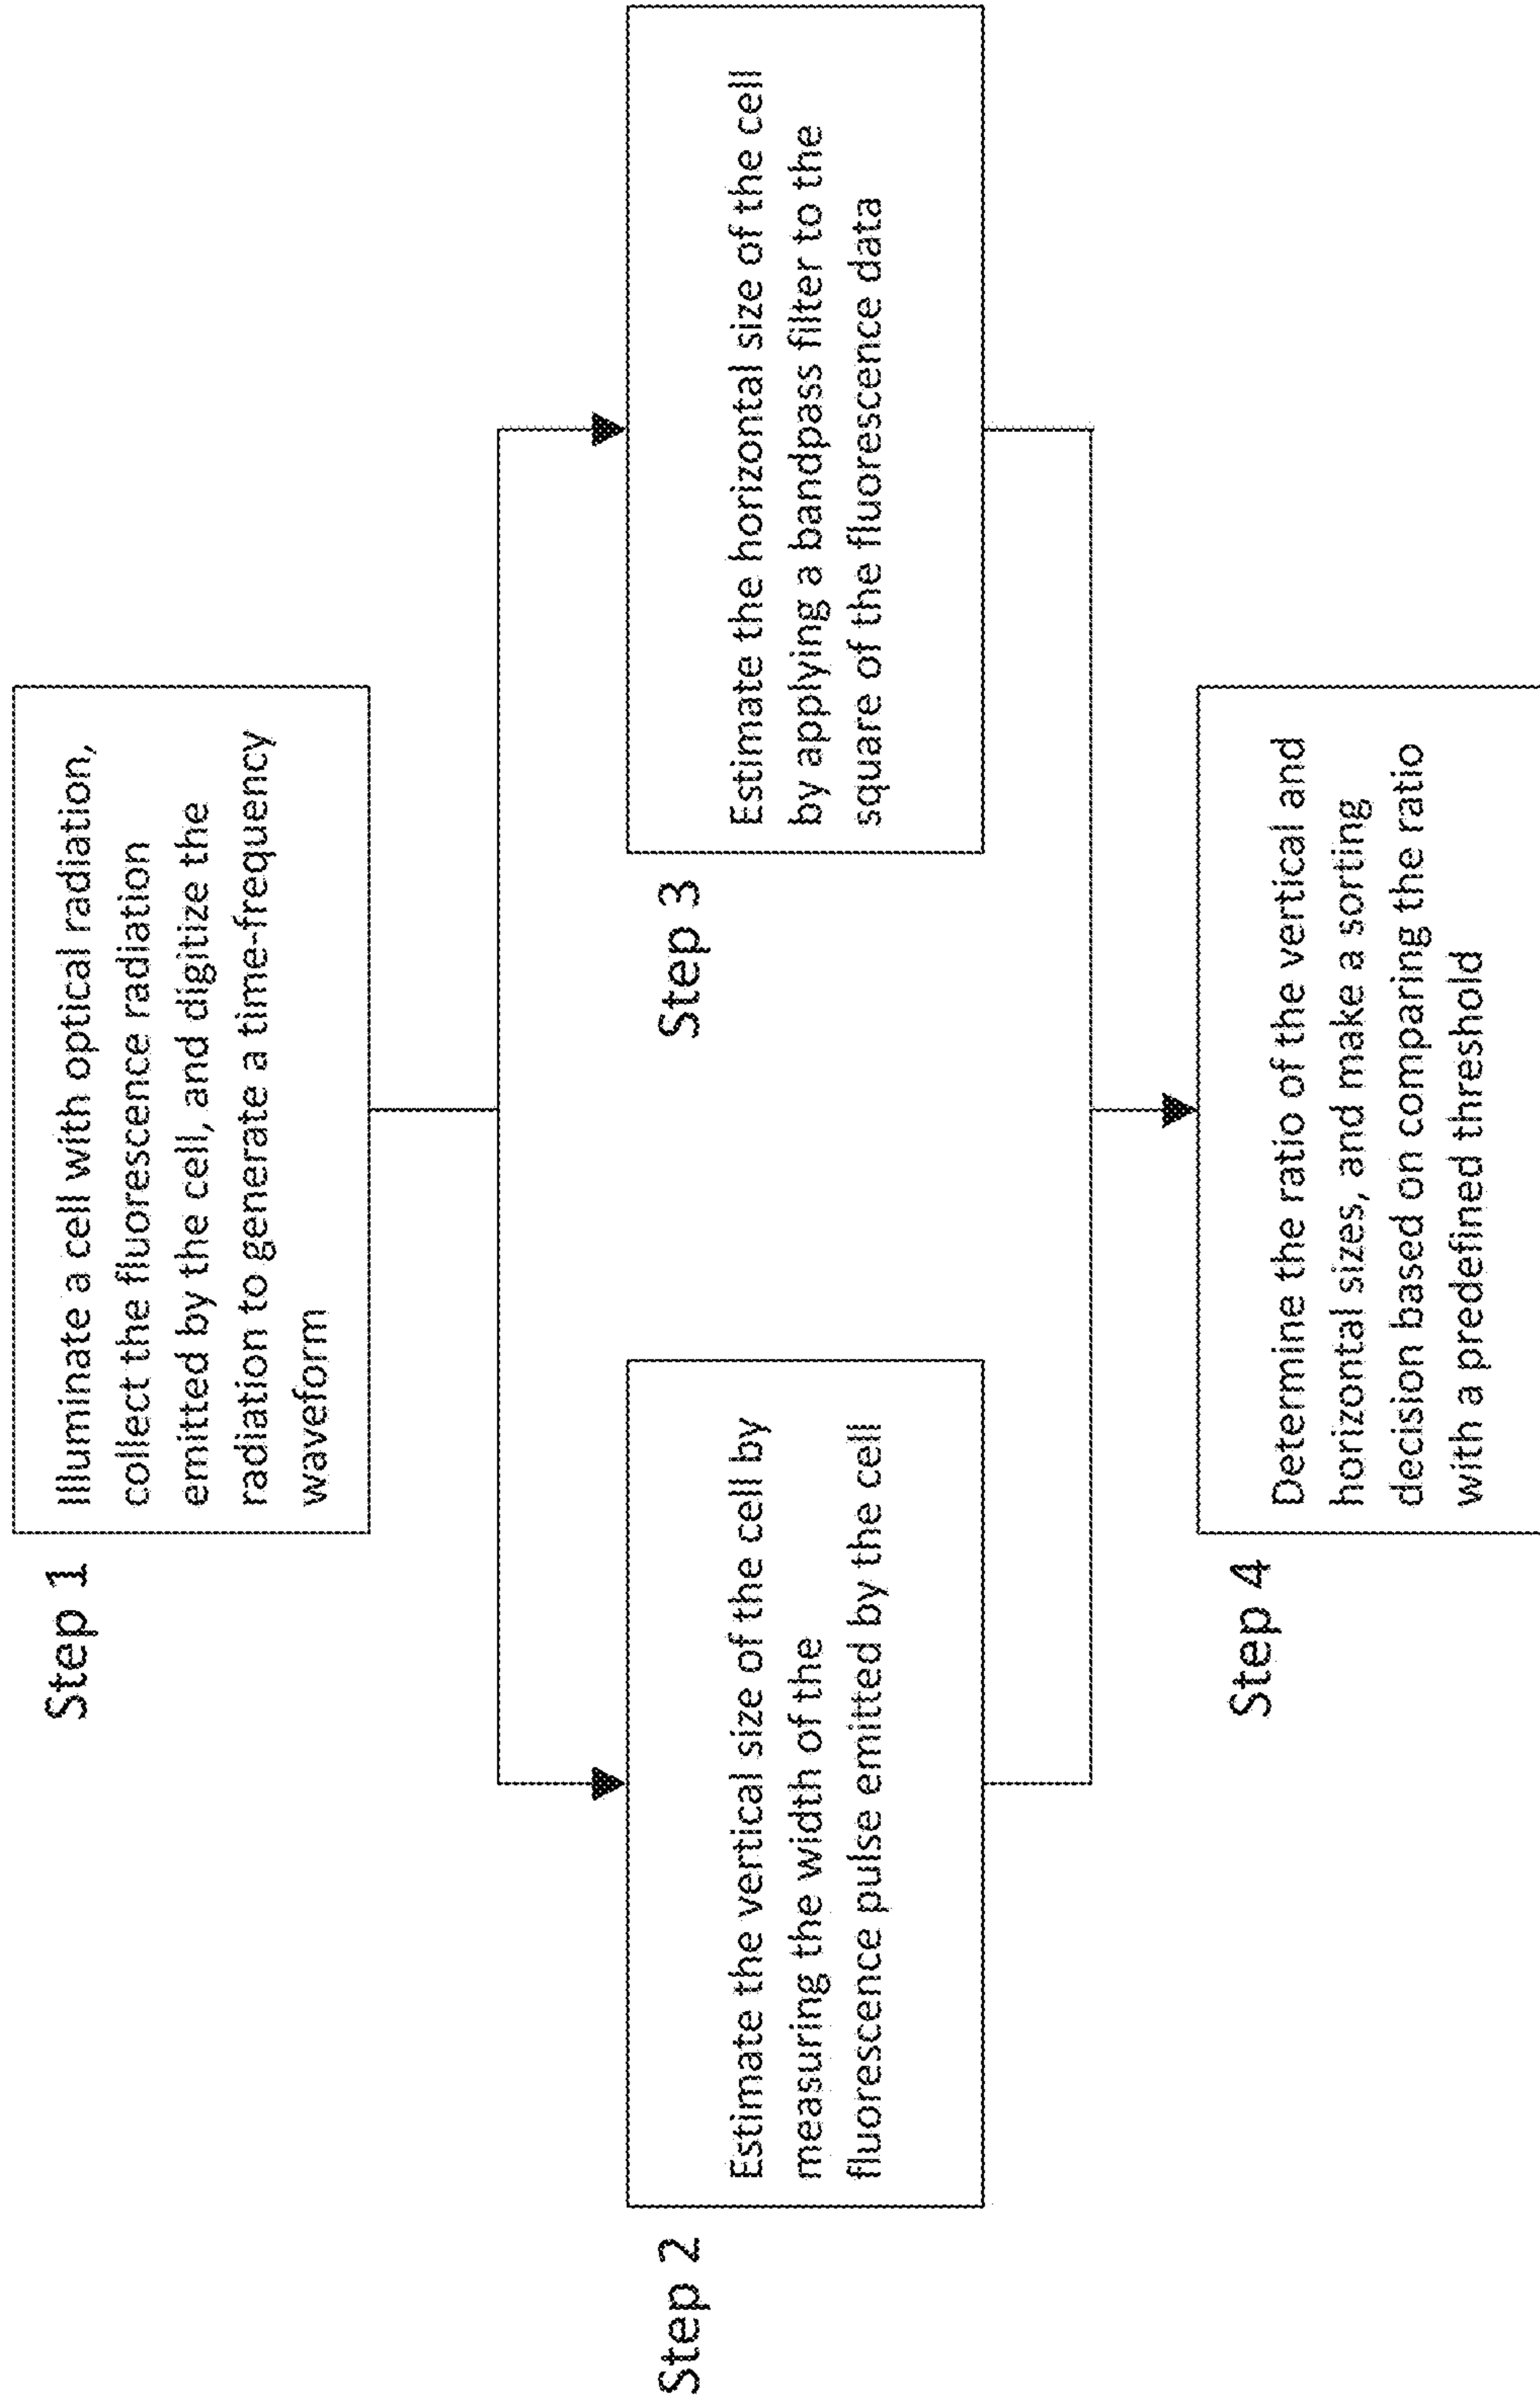 Step 1
Illuminate a cell with optical radiation,
collect the fluorescence radiation
emitted by the cell, and digitize the
radiation to generate a time-frequency
waveform
Step 2
Estimate the vertical size of the cell by
measuring the width of the
fluorescence pulse emitted by the cell
Step 3
Estimate the horizontal size of the cell
by applying a bandpass filter to the
square of the fluorescence data
Step 4
Determine the ratio of the vertical and
horizontal sizes, and make a sorting
decision based on comparing the ratio
with a predefined threshold